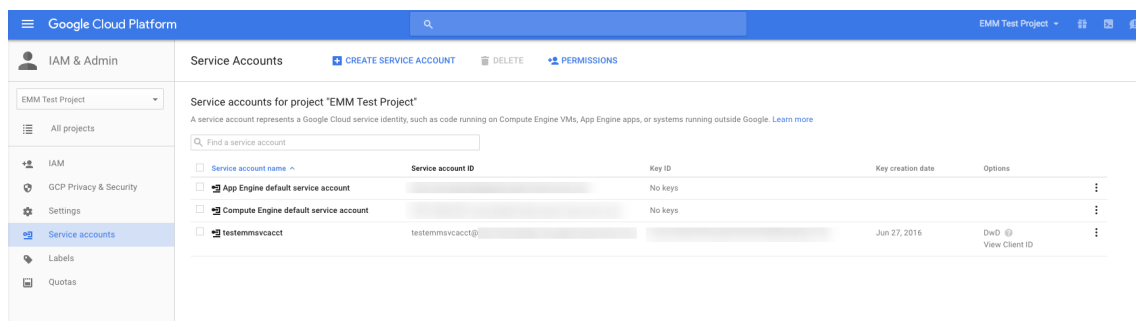 Google Cloud Platform
EMM Test Project
IAM & Admin
Service Accounts
CREATE SERVICE ACCOUNT
DELETE
PERMISSIONS
EMM Test Project
All projects
IAM
GCP Privacy & Security
Settings
Service accounts
Labels
Quotas
Service accounts for project "EMM Test Project"
A service account represents a Google Cloud service identity, such as code running on Compute Engine VMs, App Engine apps, or systems running outside Google. Learn more
Find a service account
Service account name Service account ID Key ID Key creation date Options
App Engine default service account No keys
Compute Engine default service account No keys
testemmsvcacct testemmsvcacct@ Jun 27, 2016 DwD
View Client ID